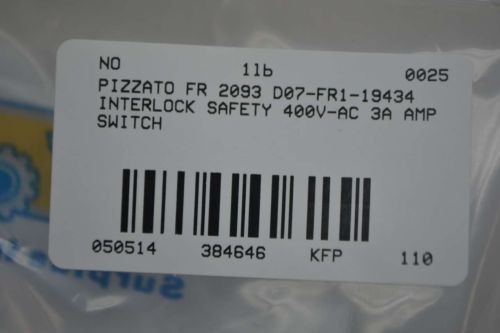 NO 1lb 0025
PIZZATO FR 2093 D07-FR1-19434
INTERLOCK SAFETY 400V-AC 3A AMP
SWITCH
050514 384646 KFP 110